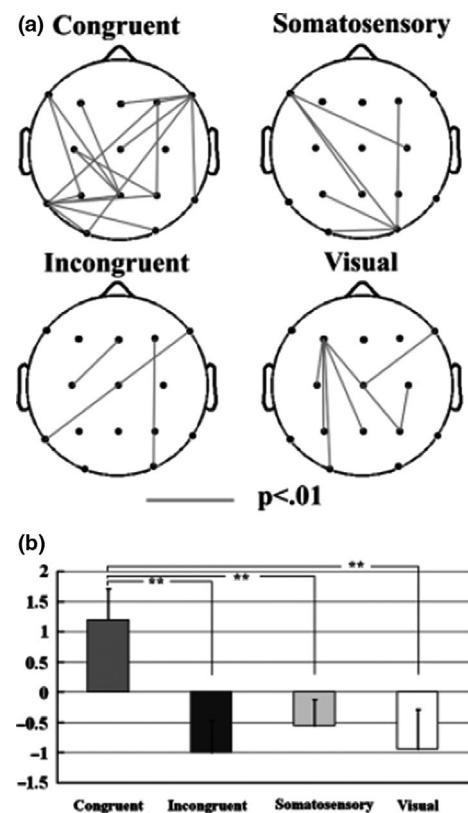 (a)
Congruent Somatosensory
Incongruent Visual
p<.01
(b)
**
**
**
2
1.5
1
0.5
0
-0.5
-1
-1.5
Congruent Incongruent Somatosensory Visual